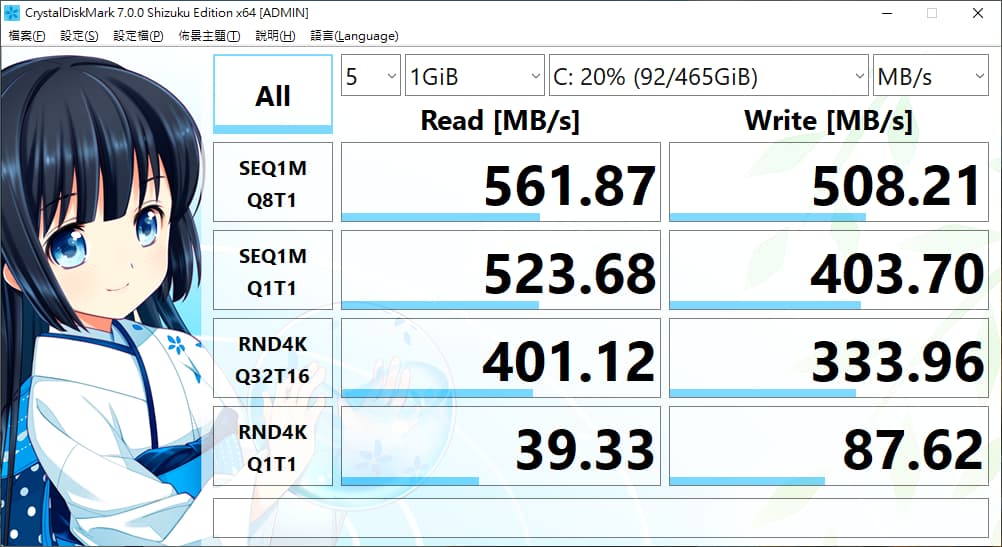 CrystalDiskMark 7.0.0 Shizuku Edition x64 [ADMIN]
檔案(F) 設定(S) 設定檔(P) 佈景主題(T) 說明(H) 語言(Language)
All 5 1GiB C: 20% (92/465GiB) MB/s
Read [MB/s] Write [MB/s]
SEQ1M
Q8T1 561.87 508.21
SEQ1M
Q1T1 523.68 403.70
RND4K
Q32T16 401.12 333.96
RND4K
Q1T1 39.33 87.62